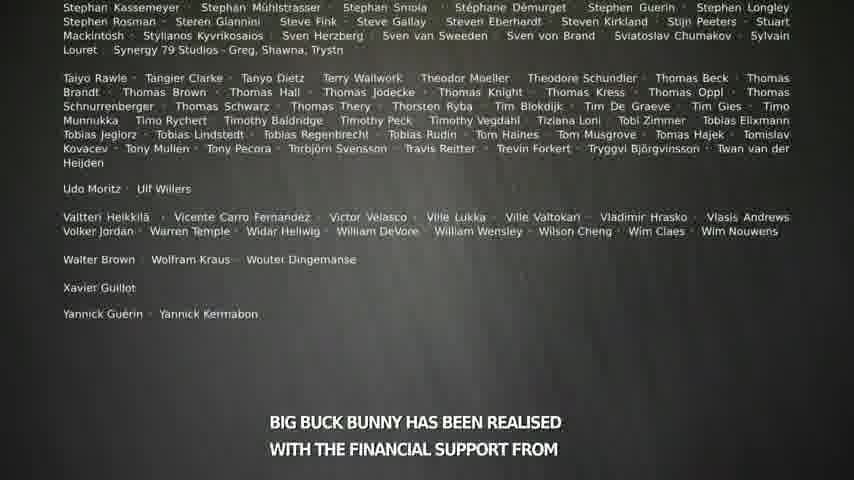 Stephan Kassemeyer · Stephan Mühlstrasser · Stephan Smola · Stéphane Démurget · Stephen Guerin · Stephen Longley
Stephen Rosman · Steren Giannini · Steve Fink · Steve Gallay · Steven Eberhardt · Steven Kirkland · Stijn Peeters · Stuart
Mackintosh · Stylianos Kyvrikosaios · Sven Herzberg · Sven van Sweeden · Sven von Brand · Sviatoslav Chumakov · Sylvain
Louret · Synergy 79 Studios - Greg, Shawna, Trystn
Taiyo Rawle · Tangier Clarke · Tanyo Dietz · Terry Wallwork · Theodor Moeller · Theodore Schundler · Thomas Beck · Thomas
Brandt · Thomas Brown · Thomas Hall · Thomas Jödecke · Thomas Knight · Thomas Kress · Thomas Oppl · Thomas
Schnurrenberger · Thomas Schwarz · Thomas Thery · Thorsten Ryba · Tim Blokdijk · Tim De Graeve · Tim Gies · Timo
Munnukka · Timo Rychert · Timothy Baldridge · Timothy Peck · Timothy Vegdahl · Tiziana Loni · Tobi Zimmer · Tobias Elixmann
Tobias Jeglorz · Tobias Lindstedt · Tobias Regenbrecht · Tobias Rudin · Tom Haines · Tom Musgrove · Tomas Hajek · Tomislav
Kovacev · Tony Mullen · Tony Pecora · Torbjörn Svensson · Travis Reitter · Trevin Forkert · Tryggvi Björgvinsson · Twan van der
Heijden
Udo Moritz · Ulf Willers
Valtteri Heikkilä · Vicente Carro Fernandez · Victor Velasco · Ville Lukka · Ville Valtokari · Vladimir Hrasko · Vlasis Andrews
Volker Jordan · Warren Temple · Widar Hellwig · William DeVore · William Wensley · Wilson Cheng · Wim Claes · Wim Nouwens
Walter Brown · Wolfram Kraus · Wouter Dingemanse
Xavier Guillot
Yannick Guérin · Yannick Kermabon
BIG BUCK BUNNY HAS BEEN REALISED
WITH THE FINANCIAL SUPPORT FROM